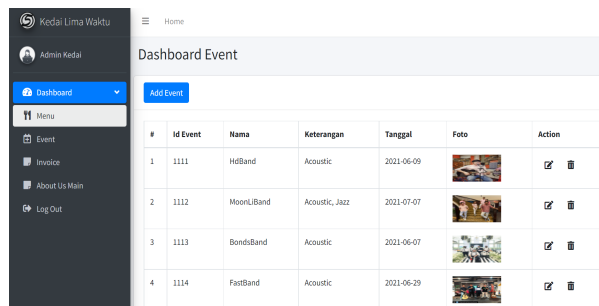 Kedai Lima Waktu
Home
Admin Kedai
Dashboard Event
Dashboard
Add Event
Menu
Event
Invoice
About Us Main
Log Out
# Id Event Nama Keterangan Tanggal Foto Action
1 1111 HdBand Acoustic 2021-06-09
2 1112 MoonLiBand Acoustic, Jazz 2021-07-07
3 1113 BondsBand Acoustic 2021-06-07
4 1114 FastBand Acoustic 2021-06-29